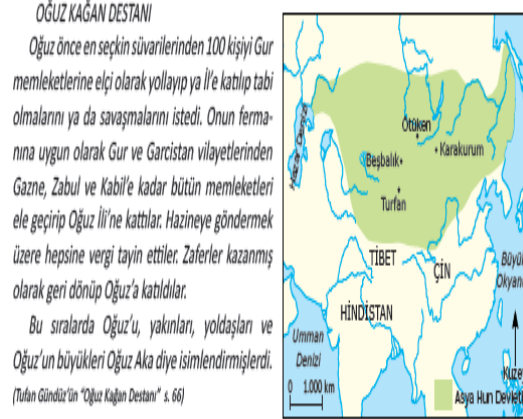 OĞUZ KAĞAN DESTANI
Oğuz önce en seçkin süvarilerinden 100 kişiyi Gur
memleketlerine elçi olarak yollayıp ya İl’e katılıp tabi
olmalarını ya da savaşmalarını istedi. Onun ferma-
nına uygun olarak Gur ve Garcistan vilayetlerinden
Gazne, Zabul ve Kabil’e kadar bütün memleketleri
ele geçirip Oğuz İli’ne kattılar. Hazineye göndermek
üzere hepsine vergi tayin ettiler. Zaferler kazanmış
olarak geri dönüp Oğuz’a katıldılar.
Bu sıralarda Oğuz’u, yakınları, yoldaşları ve
Oğuz’un büyükleri Oğuz Aka diye isimlendirmişlerdi.
(Tufan Gündüz’ün “Oğuz Kağan Destanı” s. 66)
Hazar Denizi
Ötüken
Karakurum
Beşbalık
Turfan
TİBET
ÇİN
HİNDİSTAN
Büyü
Okyanu
Umman
Denizi
Kuzey
0 1.000 km
Asya Hun Devleti